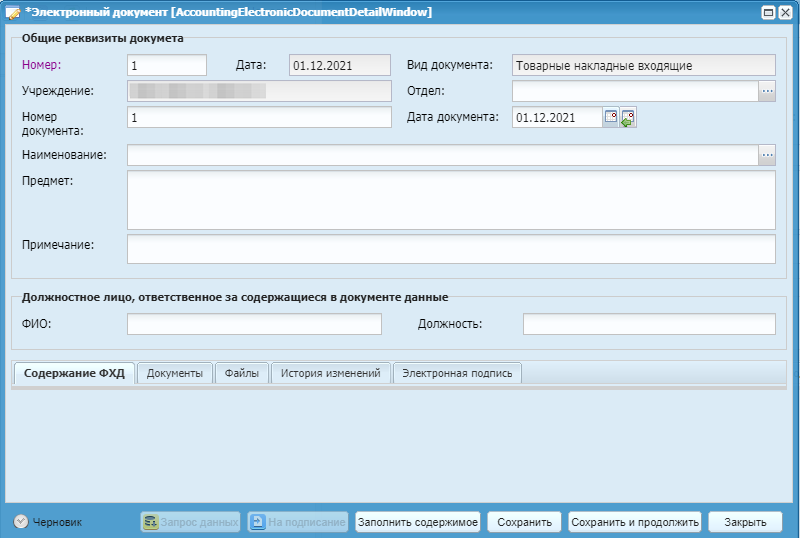 *Электронный документ [AccountingElectronicDocumentDetailWindow]
Общие реквизиты докумета
Номер: 1 Дата: 01.12.2021 Вид документа: Товарные накладные входящие
Учреждение: Отдел: ...
Номер документа: 1 Дата документа: 01.12.2021
Наименование: ...
Предмет:
Примечание:
Должностное лицо, ответственное за содержащиеся в документе данные
ФИО: Должность:
Содержание ФХД Документы Файлы История изменений Электронная подпись
Черновик Запрос данных На подписание Заполнить содержимое Сохранить Сохранить и продолжить Закрыть